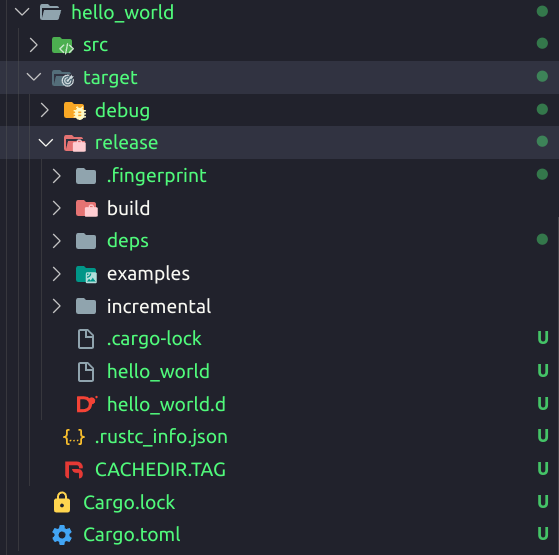 hello_world
src
target
debug
release
.fingerprint
build
deps
examples
incremental
.cargo-lock U
hello_world U
hello_world.d U
{..} .rustc_info.json U
CACHEDIR.TAG U
Cargo.lock U
Cargo.toml U